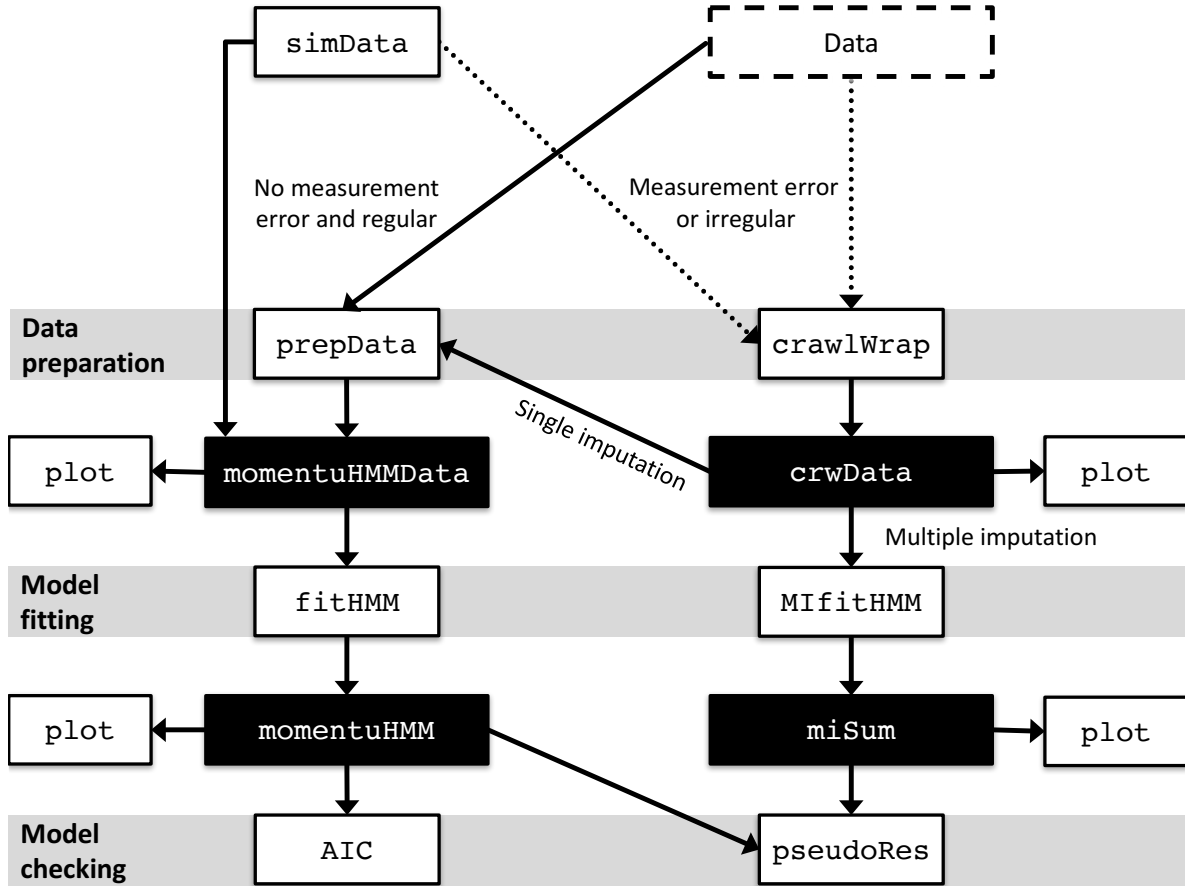 simData
Data
No measurement
error and regular
Measurement error
or irregular
Data
preparation
prepData
crawlWrap
Single imputation
plot
momentuHMMData
crwData
plot
Multiple imputation
Model
fitting
fitHMM
MIfitHMM
plot
momentuHMM
miSum
plot
Model
checking
AIC
pseudoRes